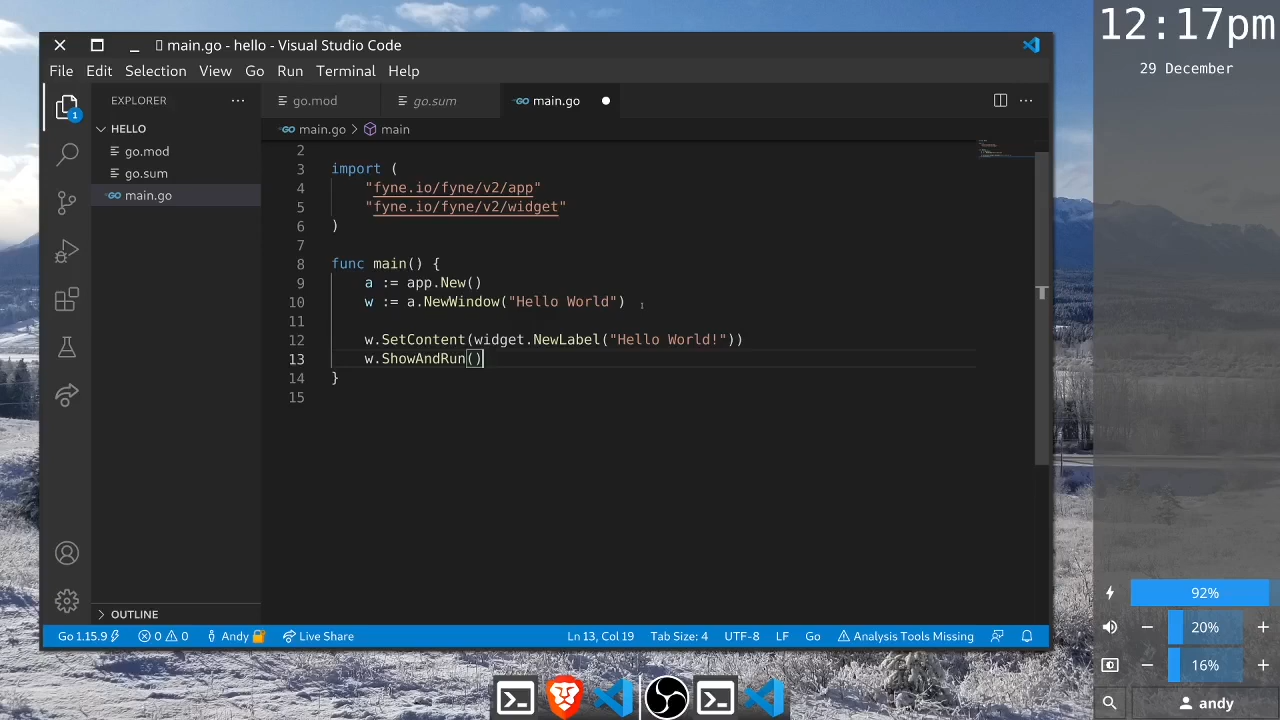 12:17pm
29 December
main.go - hello - Visual Studio Code
File Edit Selection View Go Run Terminal Help
EXPLORER
go.mod go.sum main.go
main.go > main
1
HELLO
go.mod
go.sum
main.go
2
3 import (
4 "fyne.io/fyne/v2/app"
5 "fyne.io/fyne/v2/widget"
6 )
7
8 func main() {
9 a := app.New()
10 w := a.NewWindow("Hello World")
11
12 w.SetContent(widget.NewLabel("Hello World!"))
13 w.ShowAndRun()
14 }
15
OUTLINE
Go 1.15.9 0 0 Andy Live Share Ln 13, Col 19 Tab Size: 4 UTF-8 LF Go Analysis Tools Missing
92%
20%
16%
andy